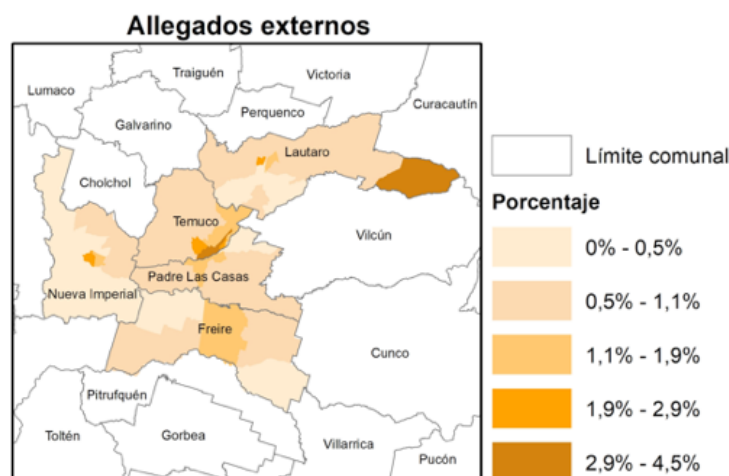 Allegados externos
Traiguén
Victoria
Lumaco
Curacautín
Perquenco
Galvarino
Lautaro
Cholchol
Temuco
Vilcún
Padre Las Casas
Nueva Imperial
Freire
Cunco
Pitrufquén
Toltén
Gorbea
Villarrica
Pucón
Límite comunal
Porcentaje
0% - 0,5%
0,5% - 1,1%
1,1% - 1,9%
1,9% - 2,9%
2,9% - 4,5%